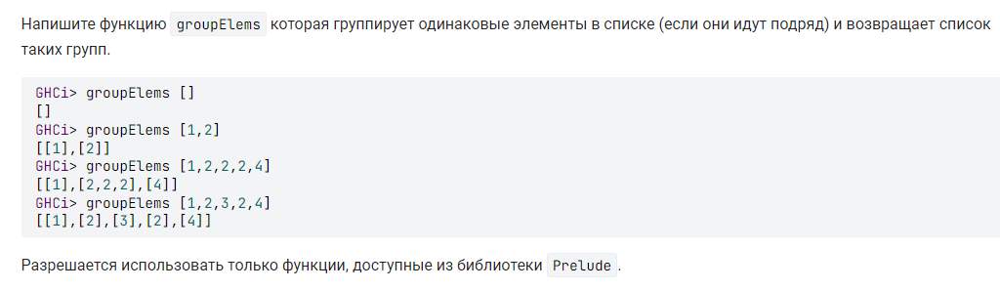 Напишите функцию groupElems которая группирует одинаковые элементы в списке (если они идут подряд) и возвращает список
таких групп.
GHCi> groupElems []
[]
GHCi> groupElems [1,2]
[[1],[2]]
GHCi> groupElems [1,2,2,2,4]
[[1],[2,2,2],[4]]
GHCi> groupElems [1,2,3,2,4]
[[1],[2],[3],[2],[4]]
Разрешается использовать только функции, доступные из библиотеки Prelude.